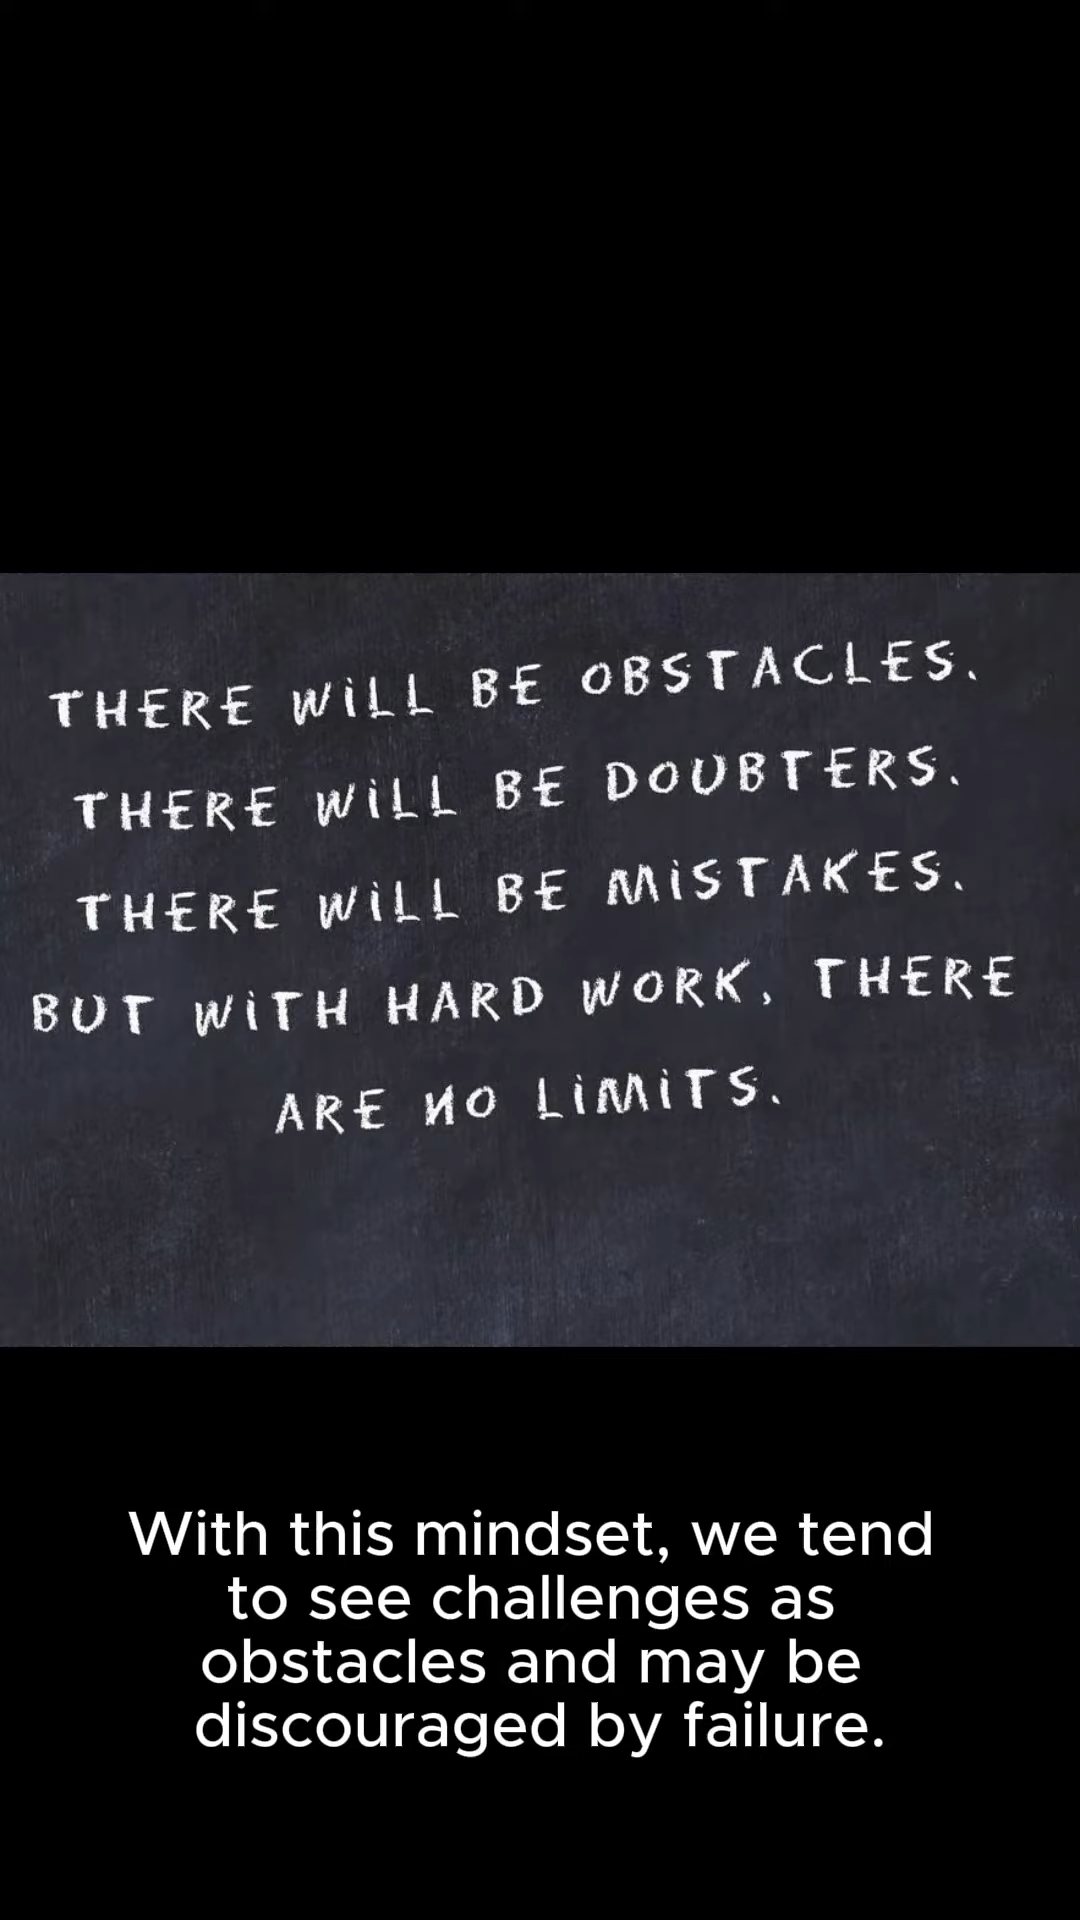 THERE WiLL BE OBSTACLES.
THERE WiLL BE DOUBTERS.
THERE WiLL BE MiSTAKES.
BUT WiTH HARD WORK, THERE
ARE NO LiMiTS.
With this mindset, we tend
to see challenges as
obstacles and may be
discouraged by failure.